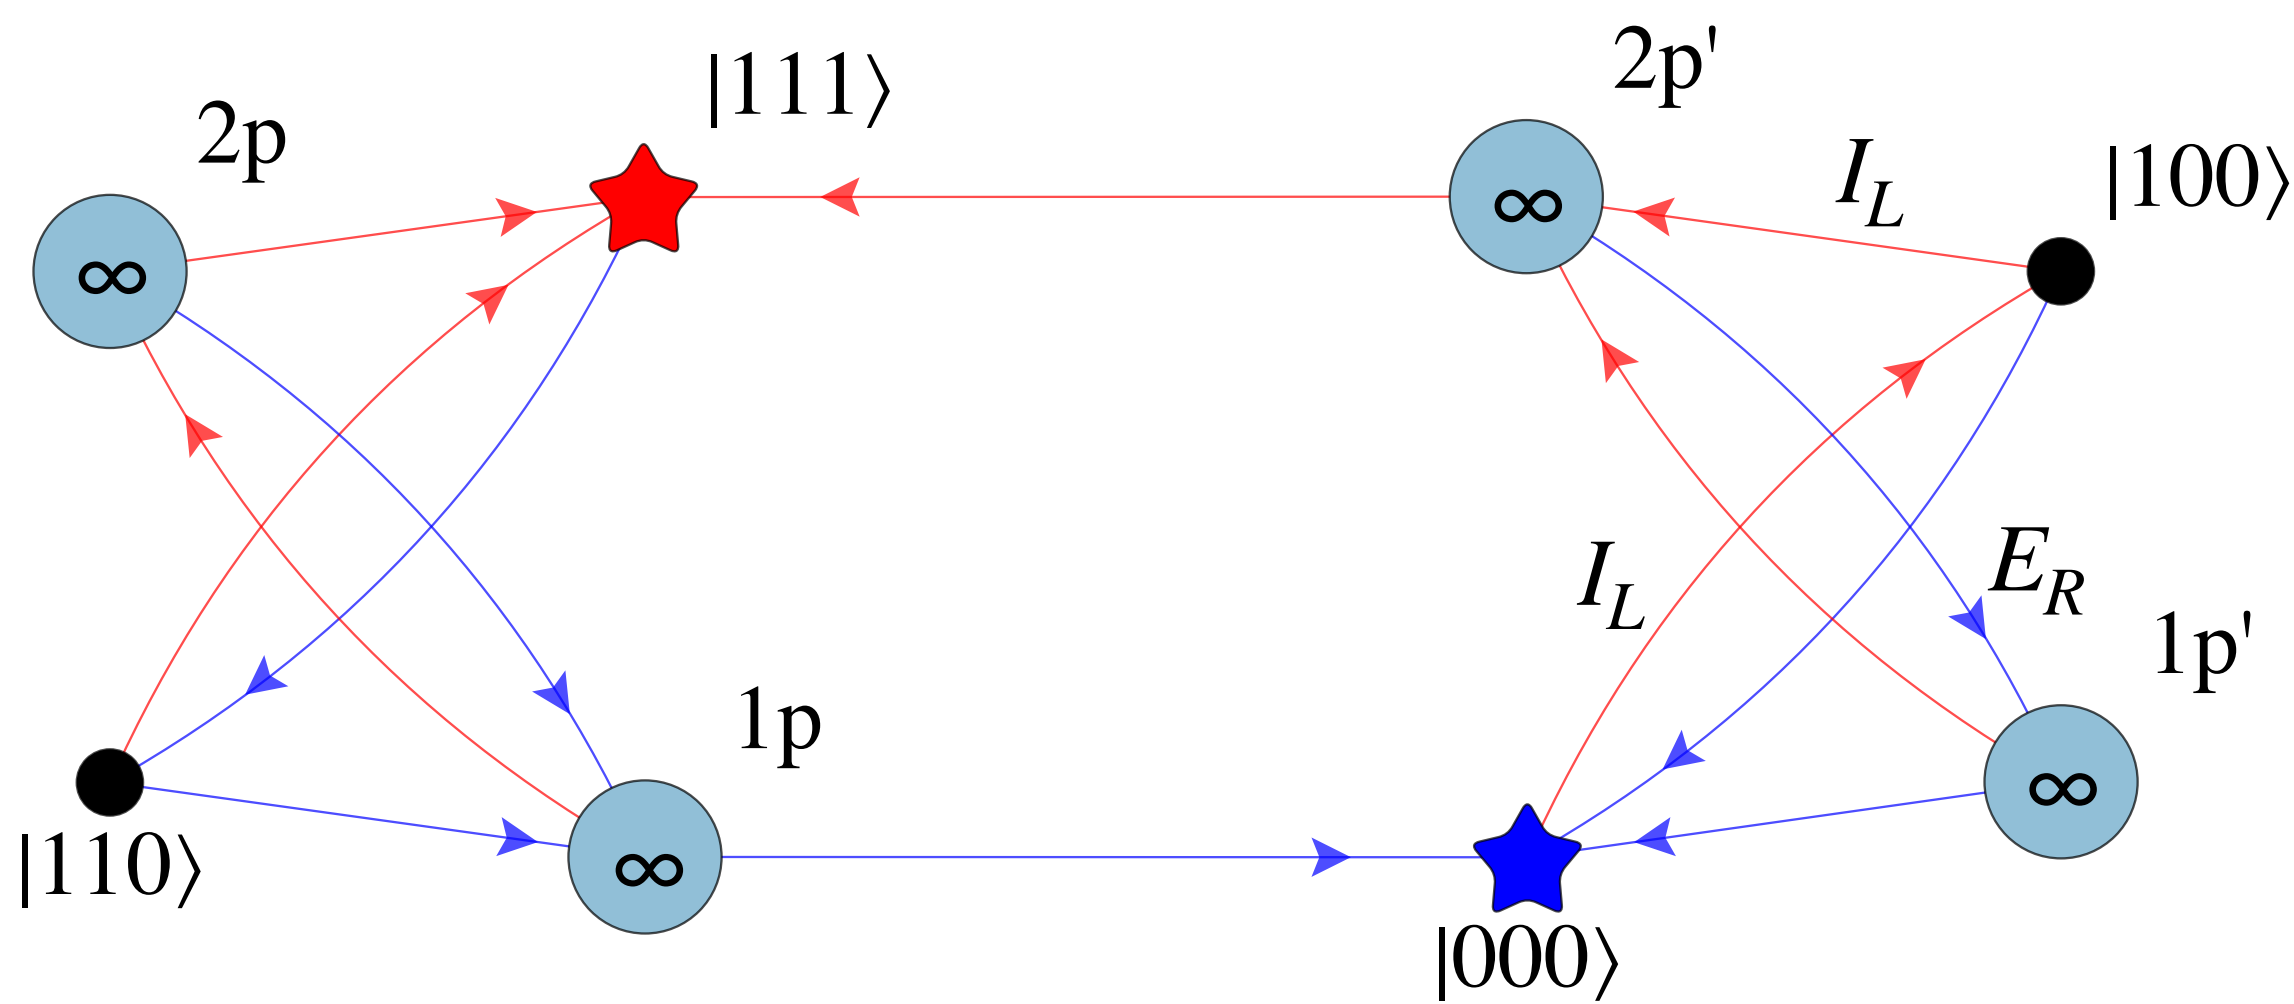 2p'
|111⟩
2p
I_L
|100⟩
∞
∞
I_L
E_R
1p'
1p
∞
|110⟩
∞
|000⟩